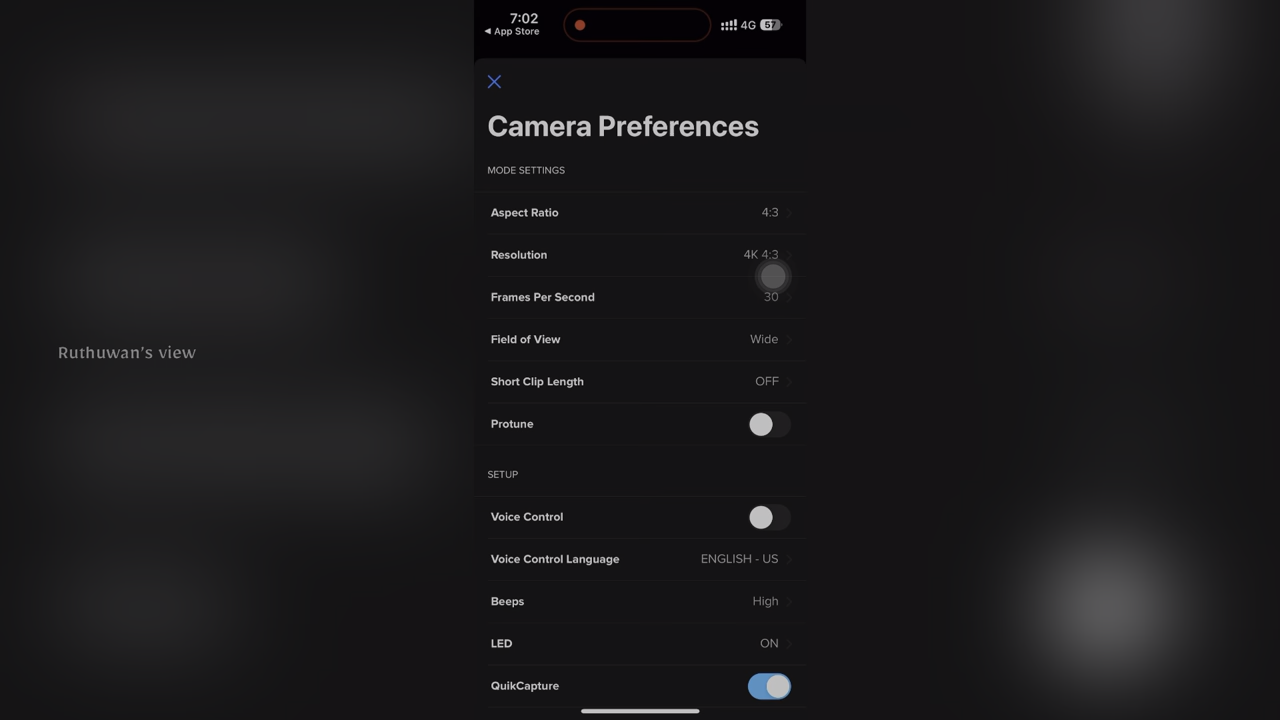 7:02
◀ App Store
4G 57
Camera Preferences
MODE SETTINGS
Aspect Ratio 4:3
Resolution 4K 4:3
Frames Per Second 30
Field of View Wide
Short Clip Length OFF
Protune
SETUP
Voice Control
Voice Control Language ENGLISH - US
Beeps High
LED ON
QuikCapture
Ruthuwan's view